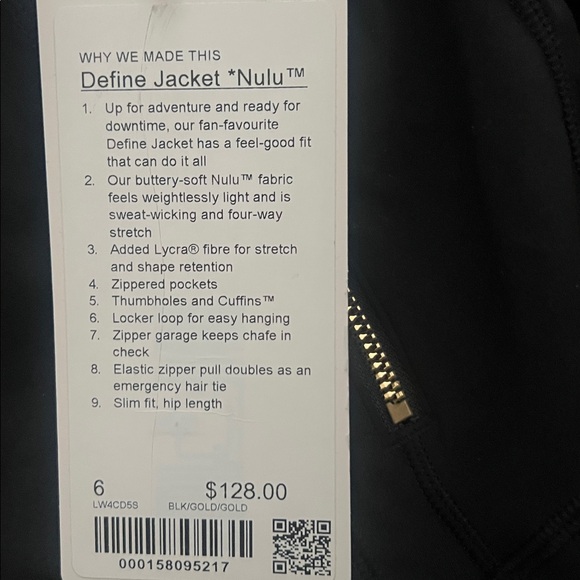 WHY WE MADE THIS
Define Jacket *Nulu™
1. Up for adventure and ready for
downtime, our fan-favourite
Define Jacket has a feel-good fit
that can do it all
2. Our buttery-soft Nulu™ fabric
feels weightlessly light and is
sweat-wicking and four-way
stretch
3. Added Lycra® fibre for stretch
and shape retention
4. Zippered pockets
5. Thumbholes and Cuffins™
6. Locker loop for easy hanging
7. Zipper garage keeps chafe in
check
8. Elastic zipper pull doubles as an
emergency hair tie
9. Slim fit, hip length
6 $128.00
LW4CD5S BLK/GOLD/GOLD
000158095217